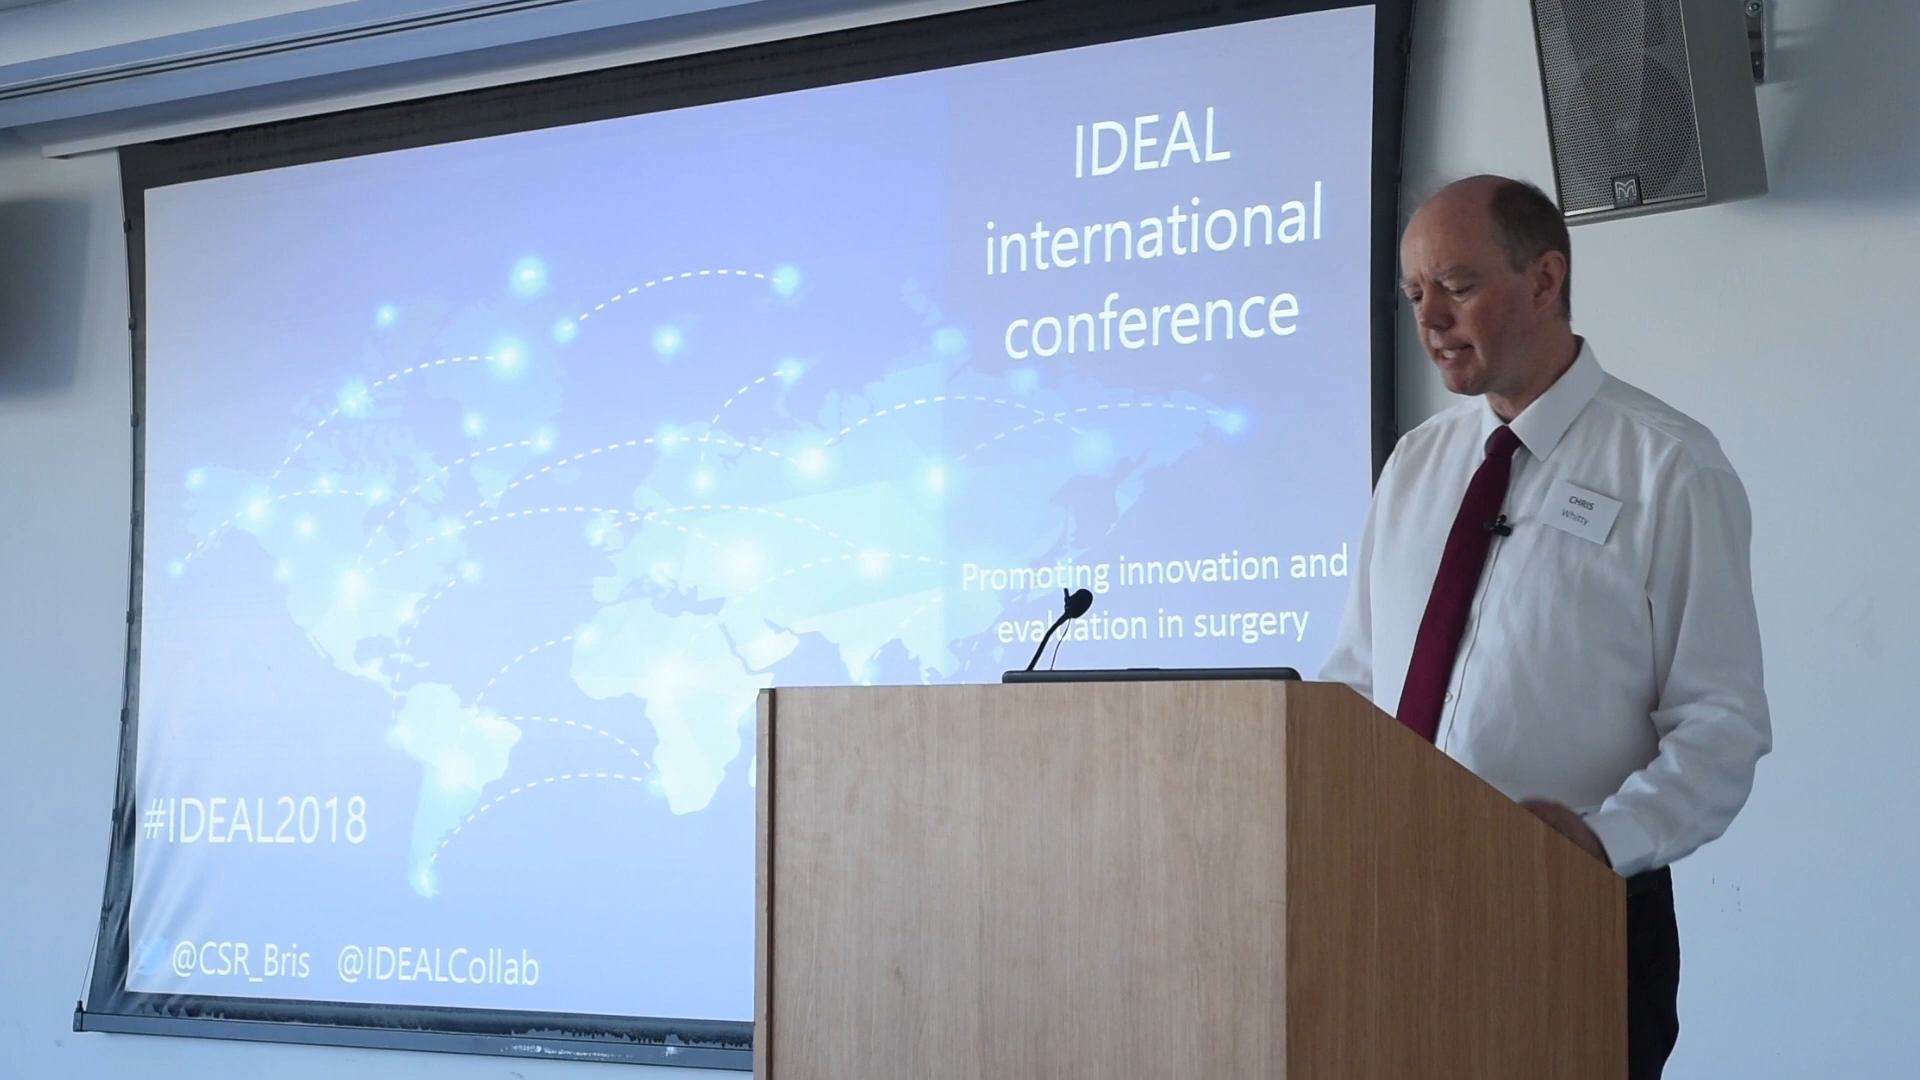 IDEAL
international
conference
Promoting innovation and
evaluation in surgery
#IDEAL2018
@CSR_Bris @IDEALCollab
CHRIS
Whitty